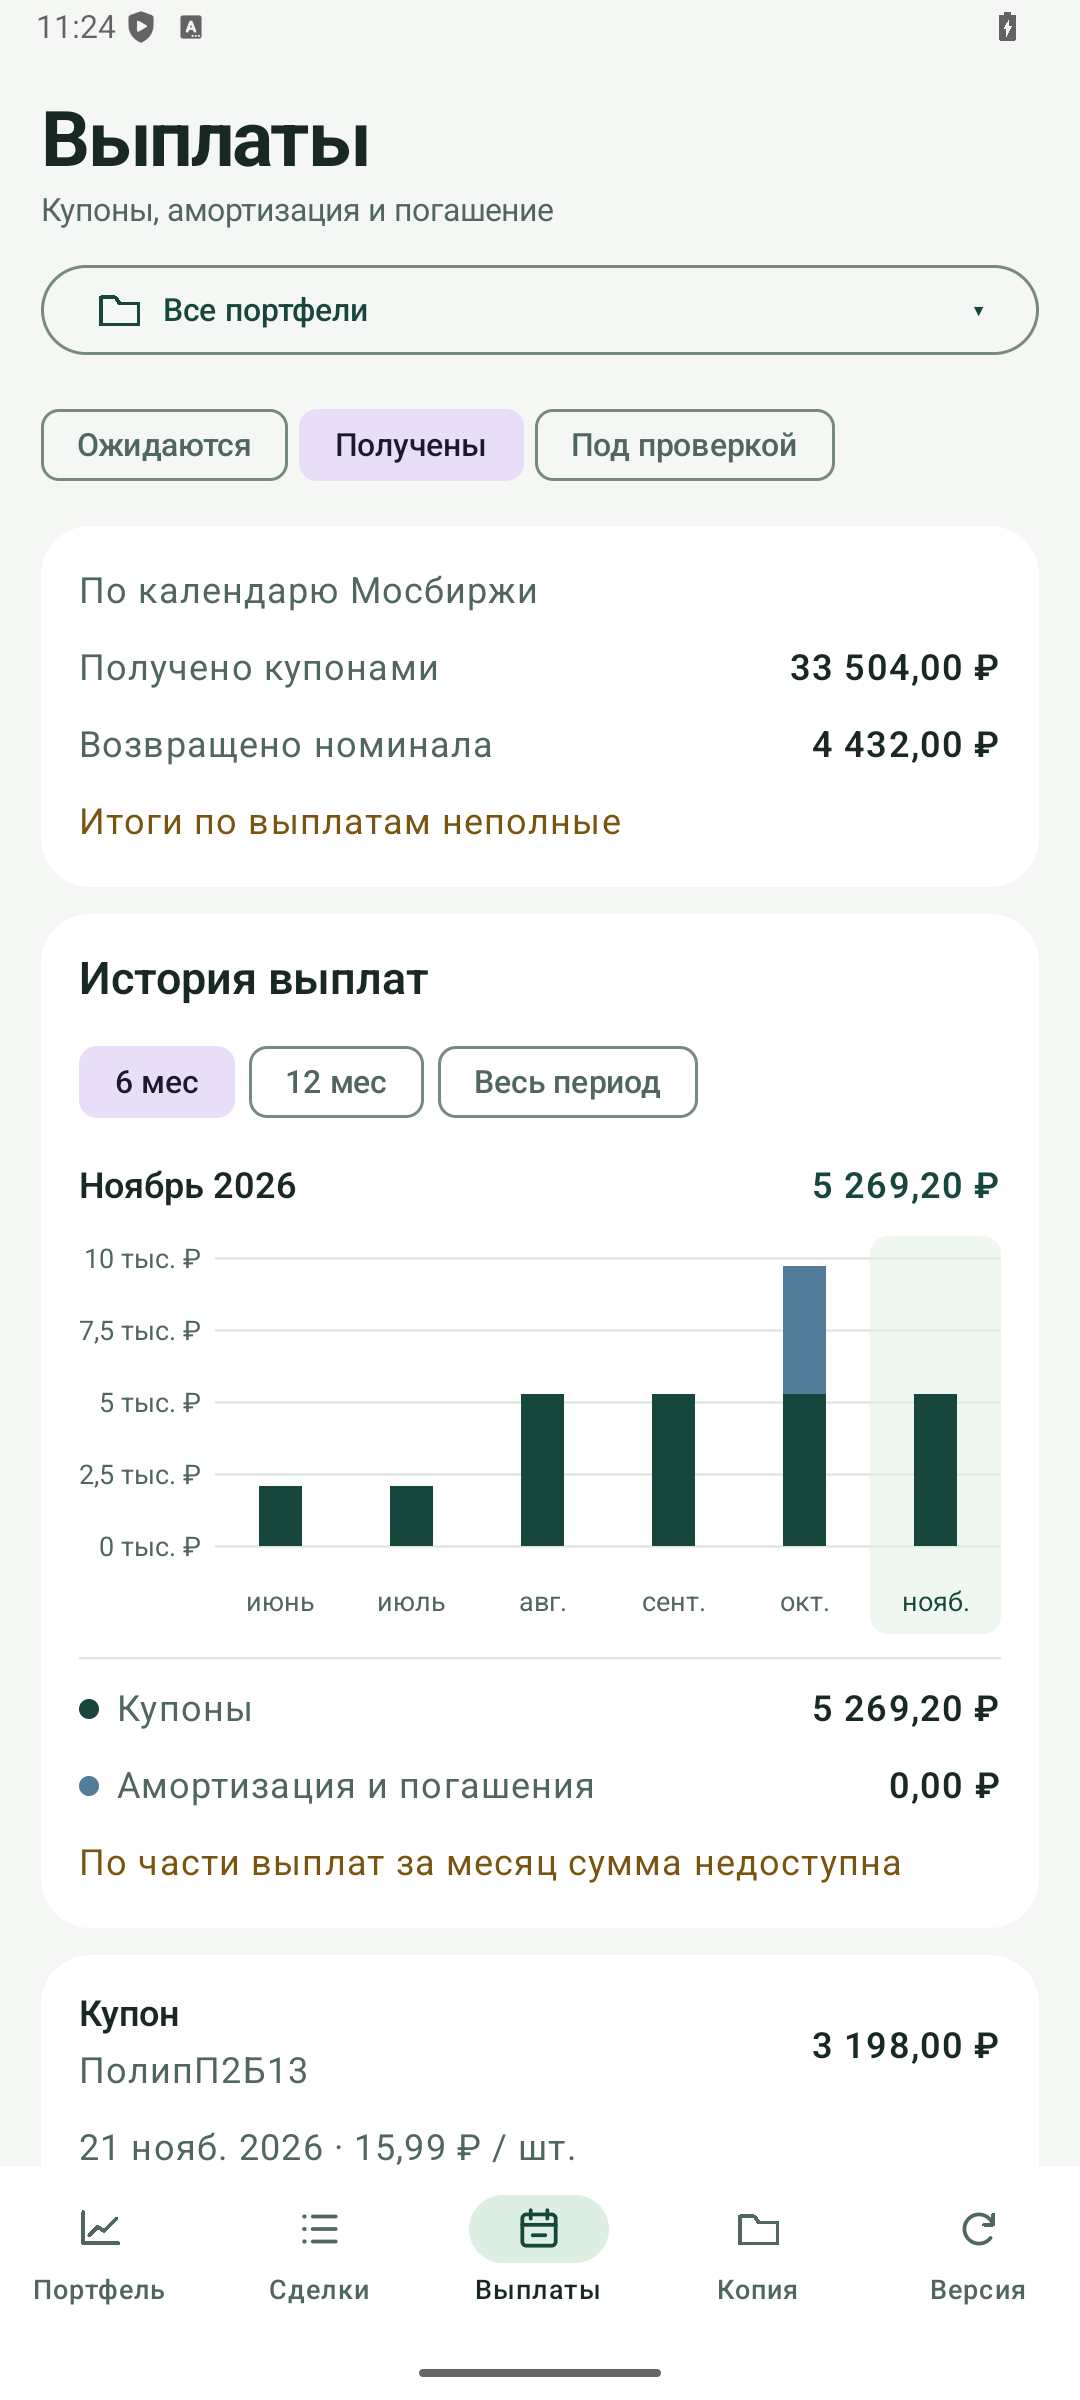 11:24
Выплаты
Купоны, амортизация и погашение
Все портфели
Ожидаются
Получены
Под проверкой
По календарю Мосбиржи
Получено купонами 33 504,00 ₽
Возвращено номинала 4 432,00 ₽
Итоги по выплатам неполные
История выплат
6 мес
12 мес
Весь период
Ноябрь 2026 5 269,20 ₽
10 тыс. ₽
7,5 тыс. ₽
5 тыс. ₽
2,5 тыс. ₽
0 тыс. ₽
июнь июль авг. сент. окт. нояб.
Купоны 5 269,20 ₽
Амортизация и погашения 0,00 ₽
По части выплат за месяц сумма недоступна
Купон
3 198,00 ₽
ПолипП2Б13
21 нояб. 2026 · 15,99 ₽ / шт.
Портфель Сделки Выплаты Копия Версия